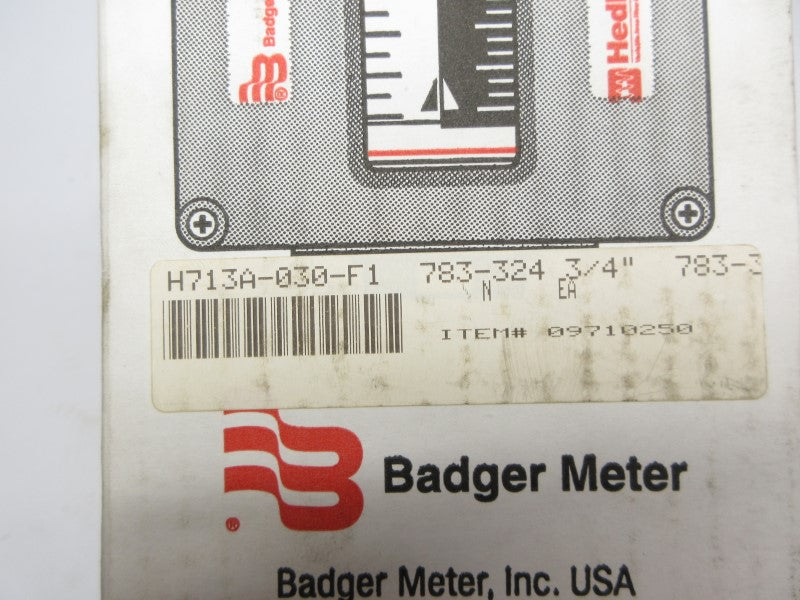 Badger
Hedl
H713A-030-F1 783-324 3/4" 783-3
N EA
ITEM# 09710250
®
Badger Meter
Badger Meter, Inc. USA